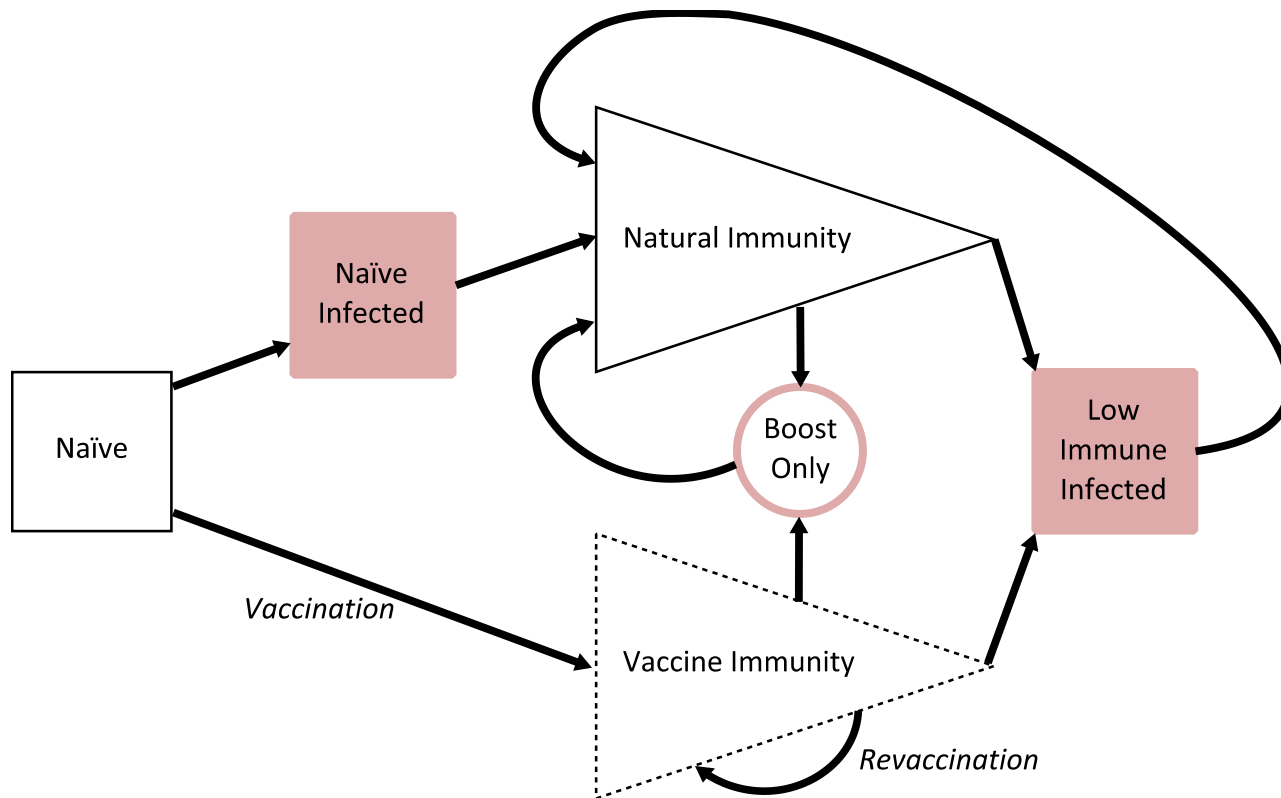 Natural Immunity
Naïve
Infected
Naïve
Boost
Only
Low
Immune
Infected
Vaccination
Vaccine Immunity
Revaccination